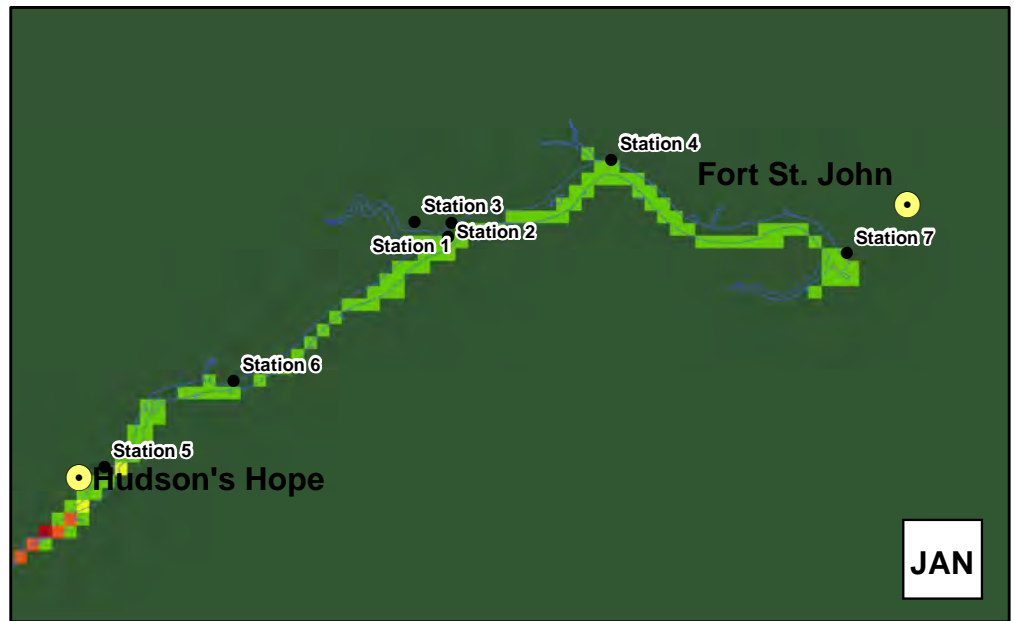 Station 4
Fort St. John
Station 3
Station 2
Station 1
Station 7
Station 6
Station 5
Hudson's Hope
JAN